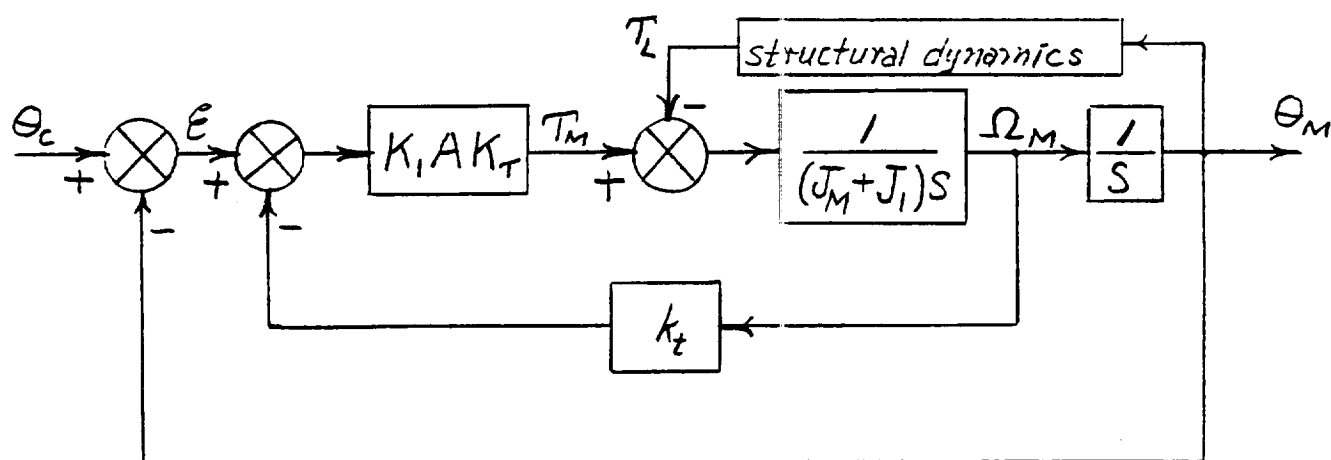 T_L
structural dynamics
θ_c
+
-
ε
+
-
K_1AK_T
T_M
+
-
1
(J_M+J_1)S
Ω_M
1
S
θ_M
k_t